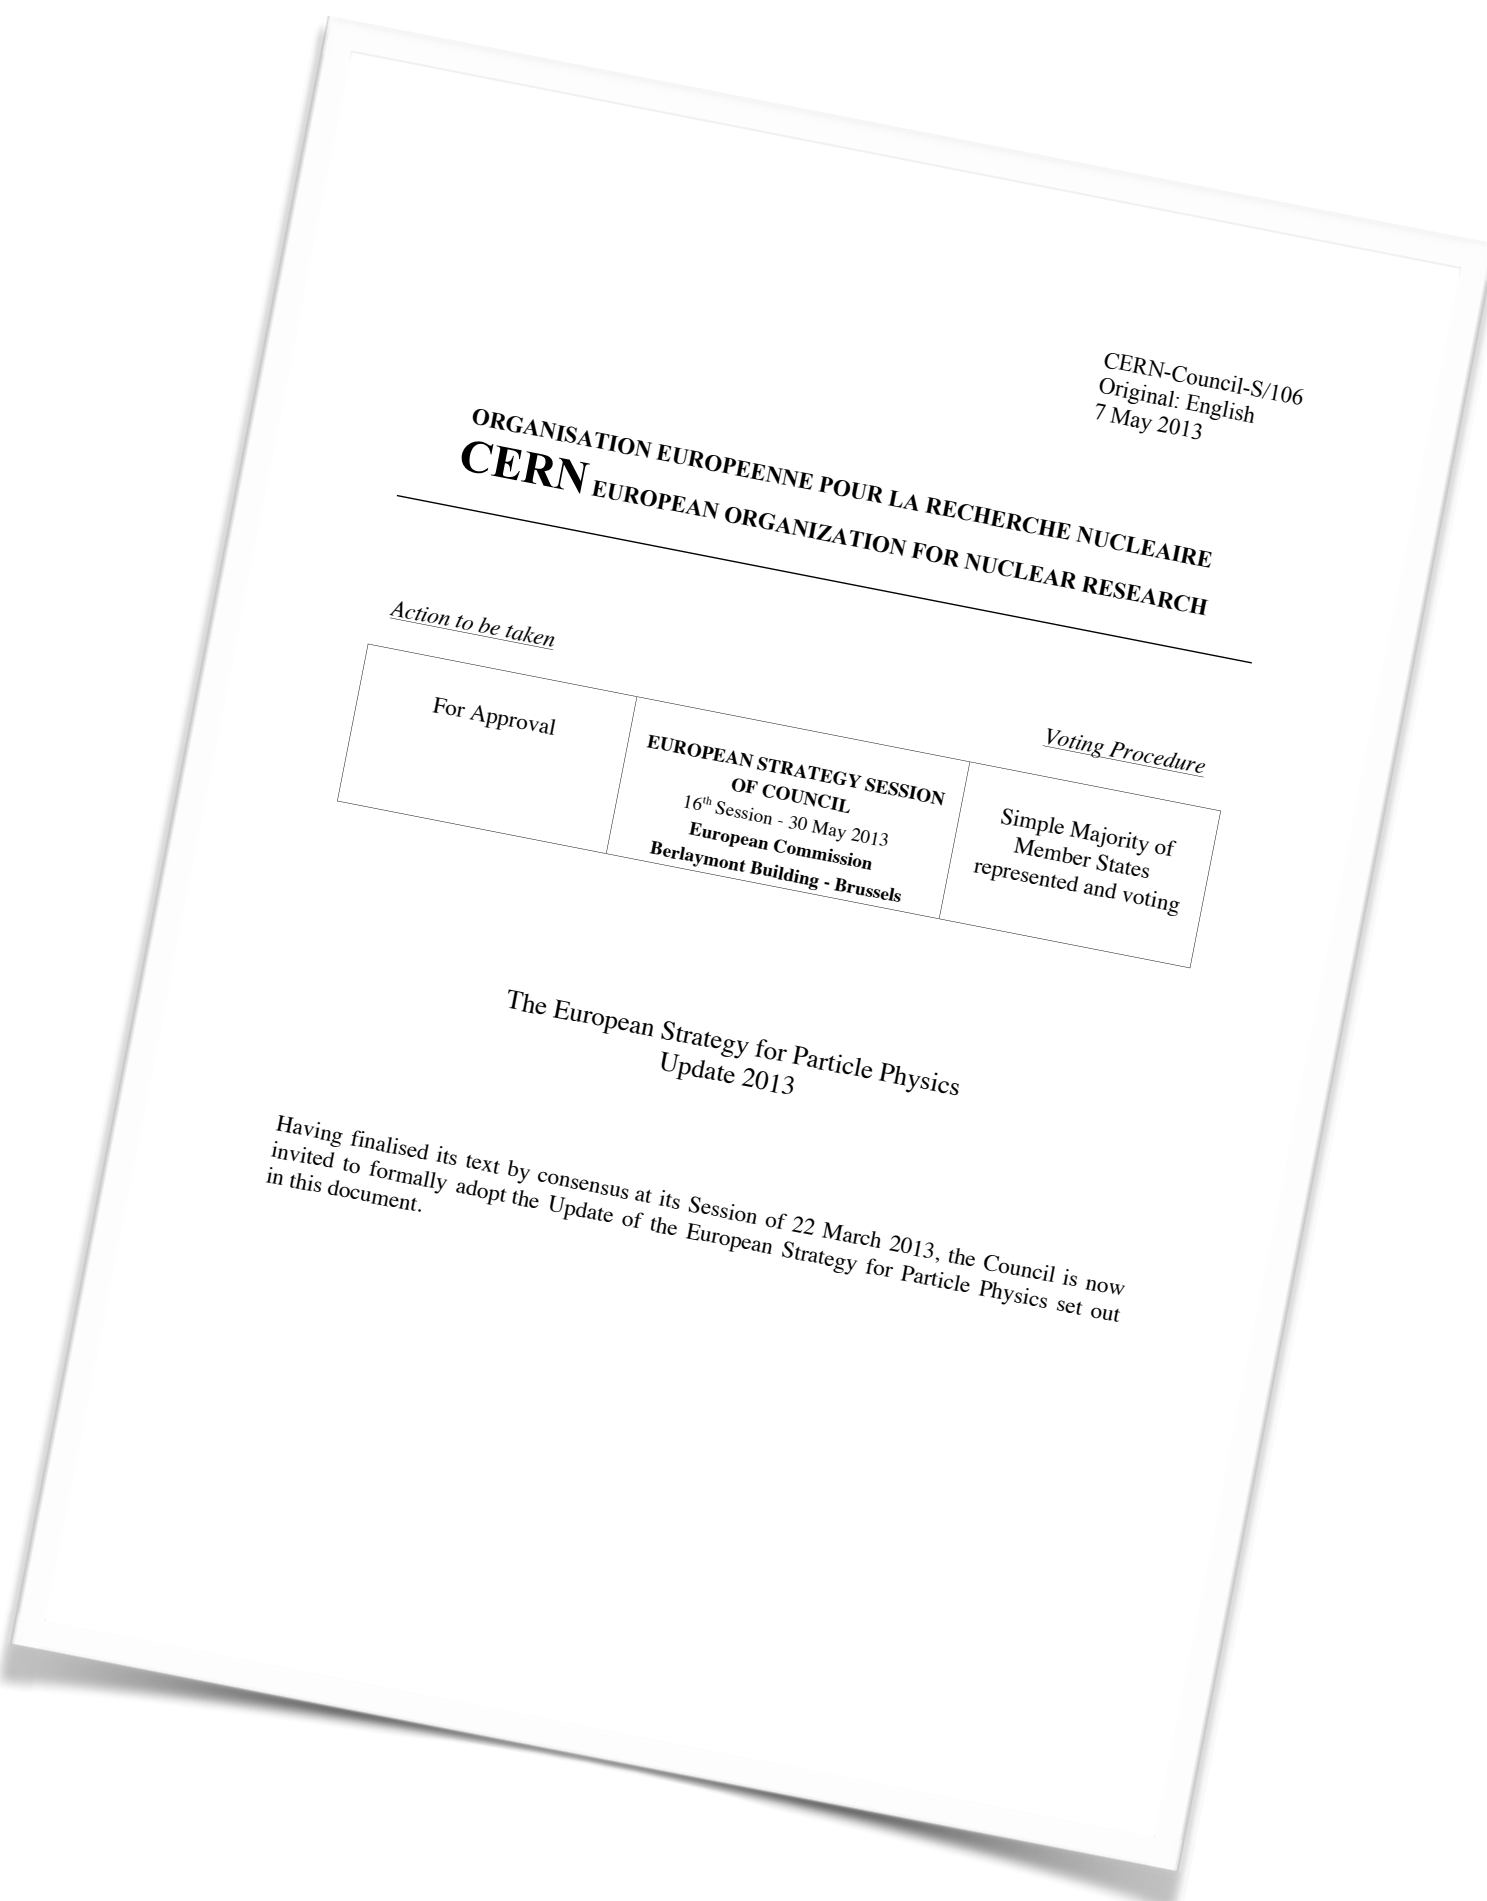 CERN-Council-S/106
Original: English
7 May 2013
ORGANISATION EUROPEENNE POUR LA RECHERCHE NUCLEAIRE
CERN EUROPEAN ORGANIZATION FOR NUCLEAR RESEARCH
Action to be taken
Voting Procedure
For Approval
EUROPEAN STRATEGY SESSION
OF COUNCIL
16th Session - 30 May 2013
European Commission
Berlaymont Building - Brussels
Simple Majority of
Member States
represented and voting
The European Strategy for Particle Physics
Update 2013
Having finalised its text by consensus at its Session of 22 March 2013, the Council is now
invited to formally adopt the Update of the European Strategy for Particle Physics set out
in this document.